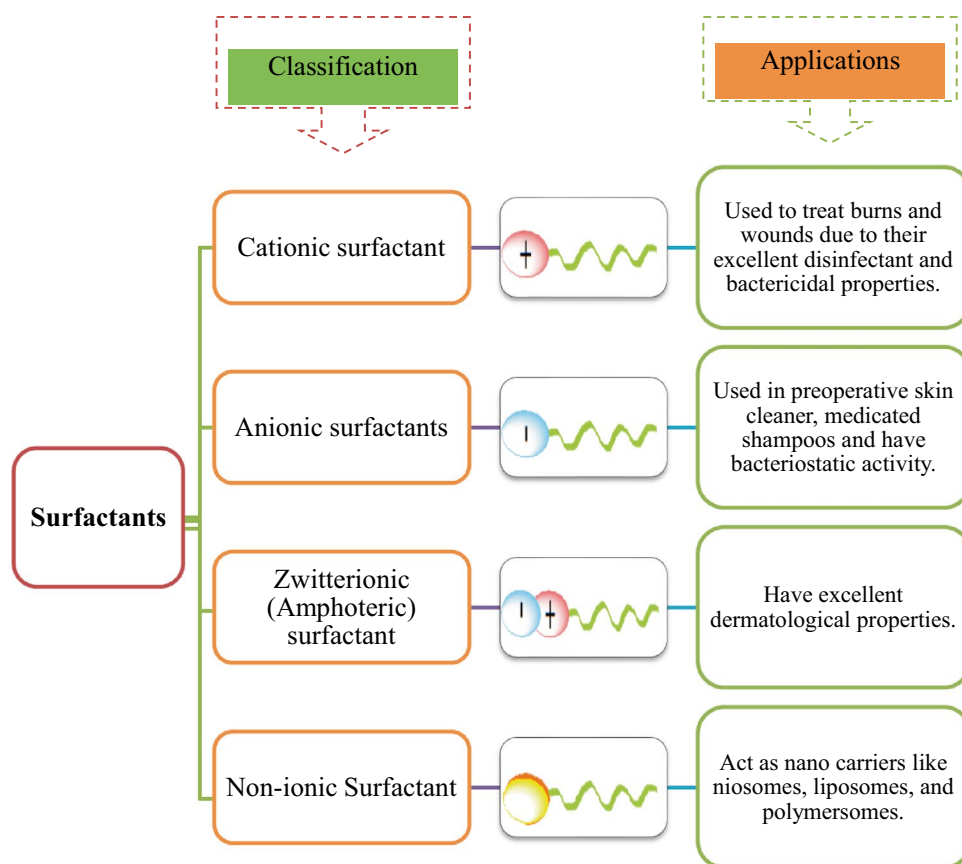 Classification
Applications
Cationic surfactant
Used to treat burns and
wounds due to their
excellent disinfectant and
bactericidal properties.
Anionic surfactants
Used in preoperative skin
cleaner, medicated
shampoos and have
bacteriostatic activity.
Surfactants
Zwitterionic
(Amphoteric)
surfactant
Have excellent
dermatological properties.
Non-ionic Surfactant
Act as nano carriers like
niosomes, liposomes, and
polymersomes.